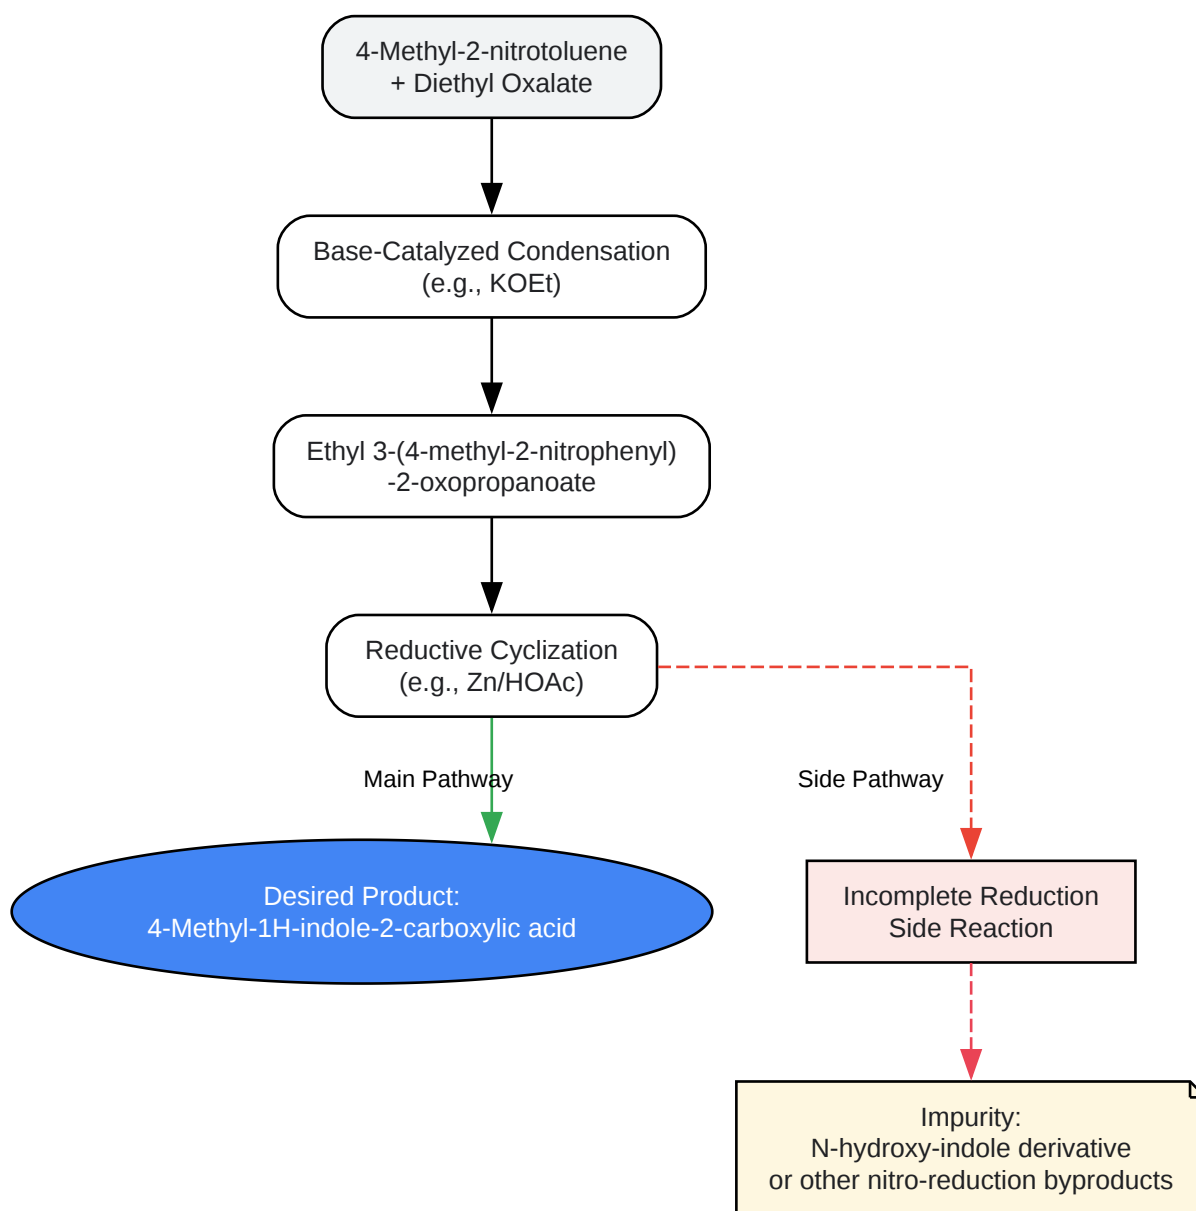 4-Methyl-2-nitrotoluene
+ Diethyl Oxalate
Base-Catalyzed Condensation
(e.g., KOEt)
Ethyl 3-(4-methyl-2-nitrophenyl)
-2-oxopropanoate
Reductive Cyclization
(e.g., Zn/HOAc)
Main Pathway
Side Pathway
Desired Product:
4-Methyl-1H-indole-2-carboxylic acid
Incomplete Reduction
Side Reaction
Impurity:
N-hydroxy-indole derivative
or other nitro-reduction byproducts